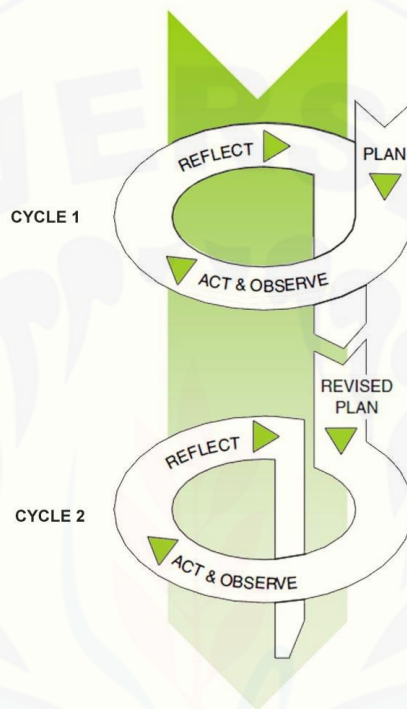 REFLECT
PLAN
CYCLE 1
ACT & OBSERVE
REVISED
PLAN
REFLECT
CYCLE 2
ACT & OBSERVE